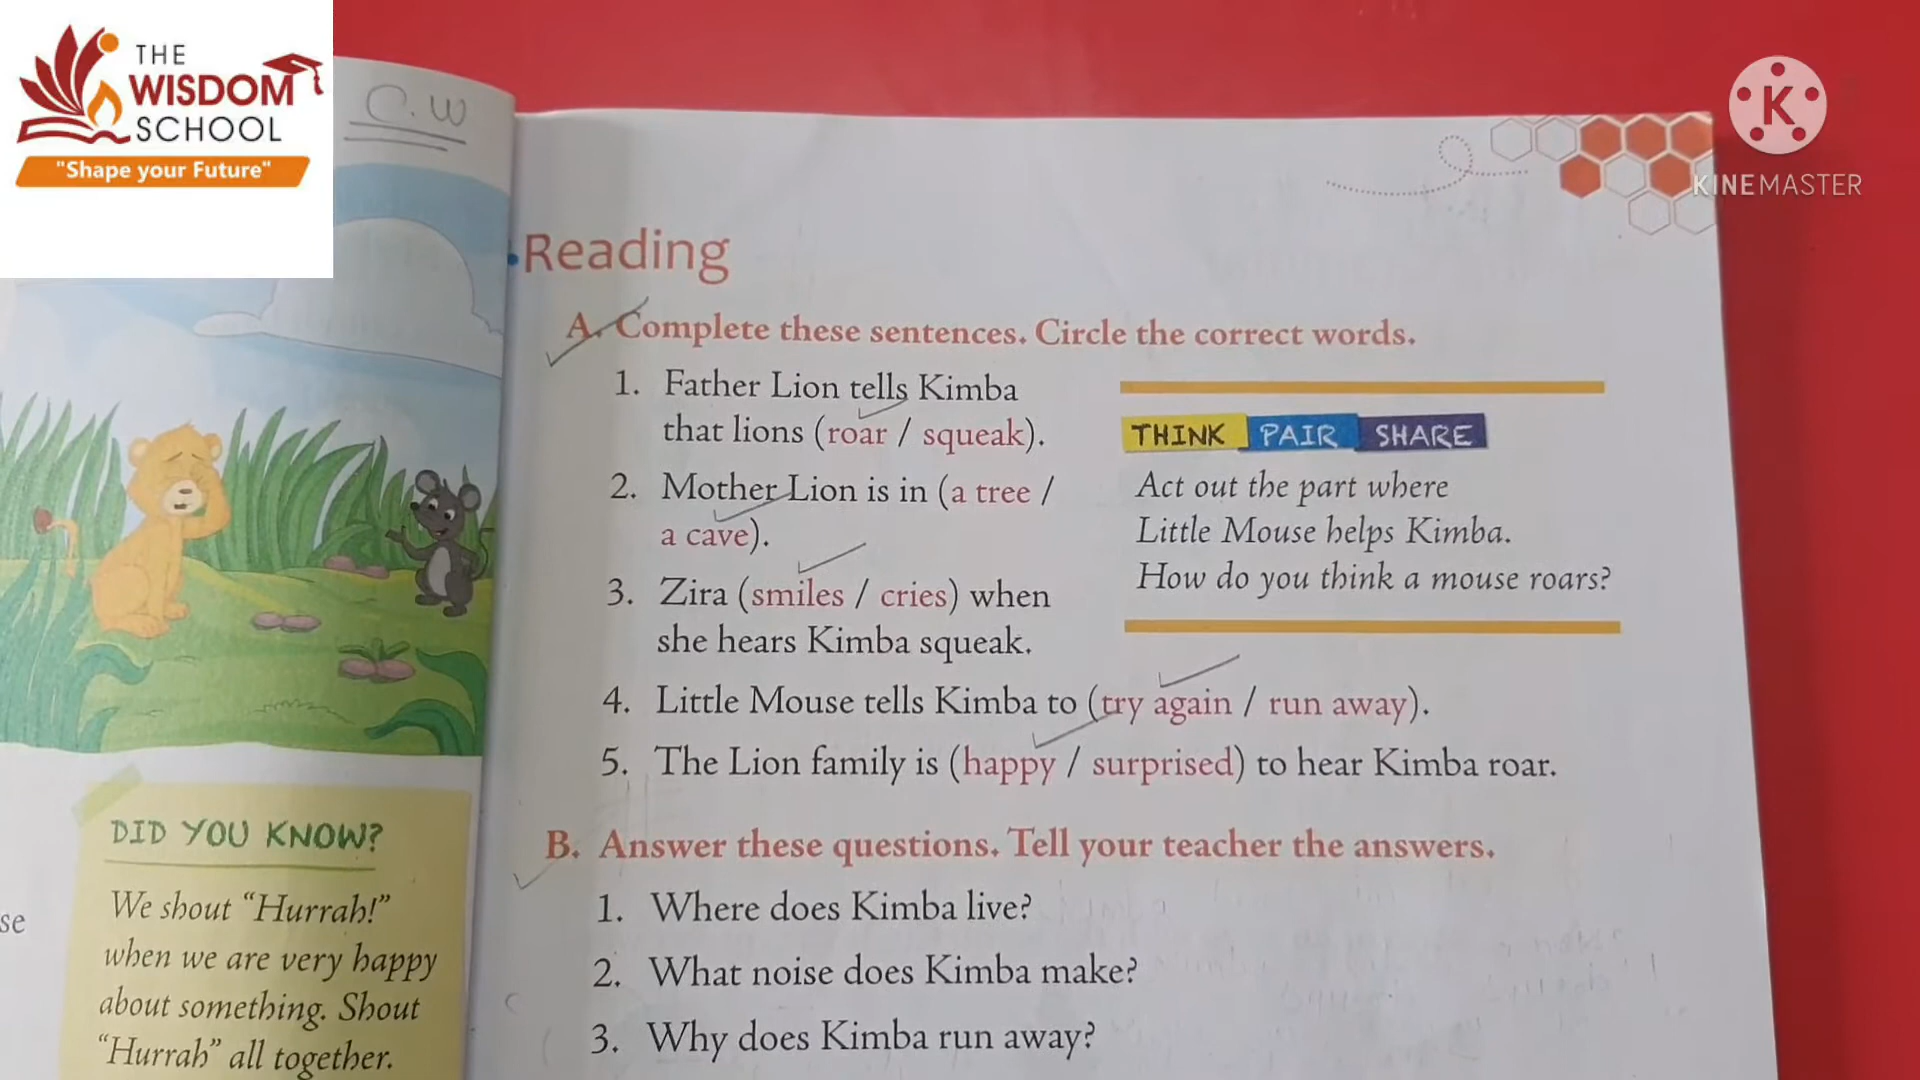 THE
WISDOM
SCHOOL
"Shape your Future"
C.W
KINEMASTER
Reading
A. Complete these sentences. Circle the correct words.
1. Father Lion tells Kimba
that lions (roar / squeak).
2. Mother Lion is in (a tree /
a cave).
3. Zira (smiles / cries) when
she hears Kimba squeak.
4. Little Mouse tells Kimba to (try again / run away).
5. The Lion family is (happy / surprised) to hear Kimba roar.
THINK PAIR SHARE
Act out the part where
Little Mouse helps Kimba.
How do you think a mouse roars?
B. Answer these questions. Tell your teacher the answers.
1. Where does Kimba live?
2. What noise does Kimba make?
3. Why does Kimba run away?
se
DID YOU KNOW?
We shout “Hurrah!”
when we are very happy
about something. Shout
“Hurrah” all together.